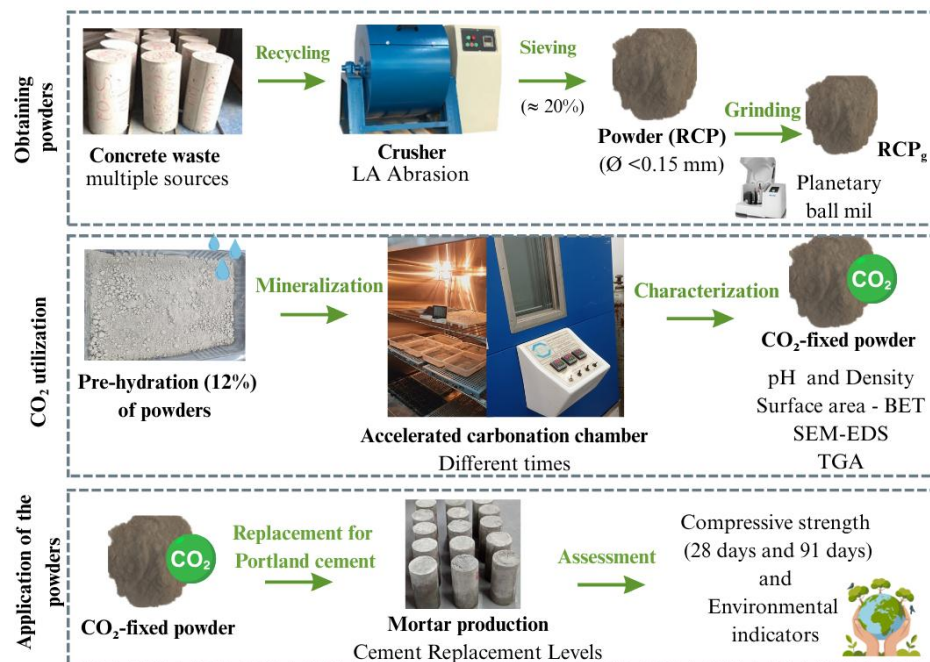 Obtaining
powders
Recycling
Sieving
(≈ 20%)
Concrete waste
multiple sources
Crusher
LA Abrasion
Powder (RCP)
(Ø <0.15 mm)
Grinding
RCPg
Planetary
ball mil
CO₂ utilization
Mineralization
Characterization
CO₂
Pre-hydration (12%)
of powders
Accelerated carbonation chamber
Different times
CO₂-fixed powder
pH and Density
Surface area - BET
SEM-EDS
TGA
Application of the
powders
CO₂
Replacement for
Portland cement
Assessment
CO₂-fixed powder
Mortar production
Cement Replacement Levels
Compressive strength
(28 days and 91 days)
and
Environmental
indicators